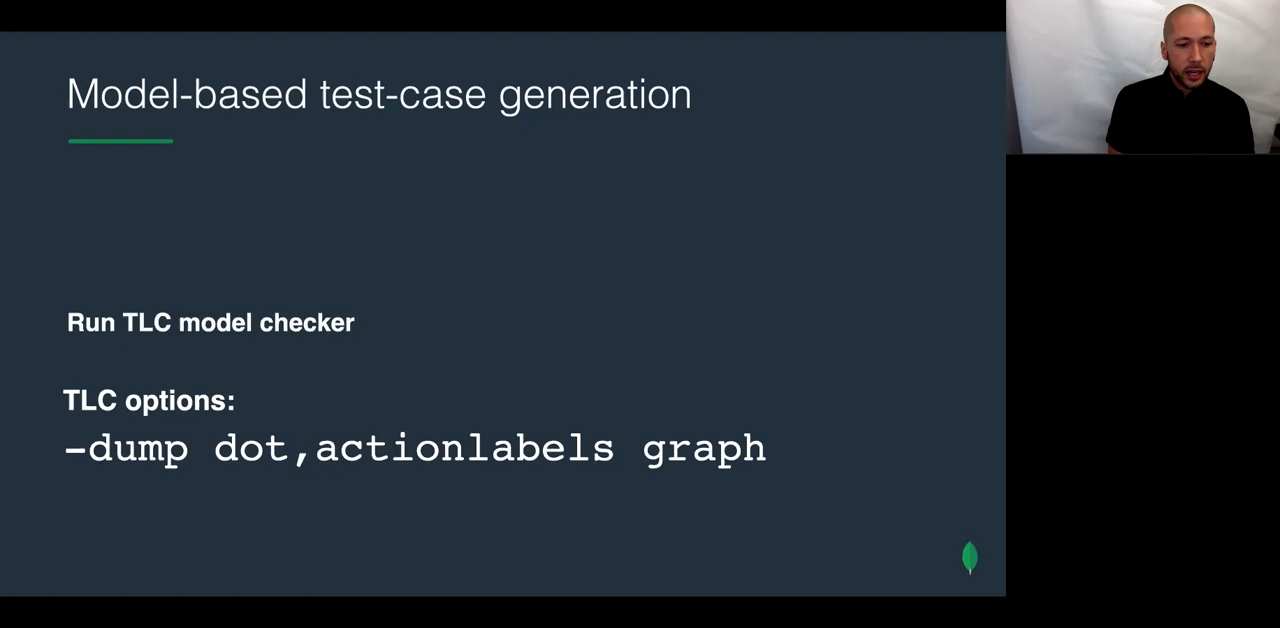 Model-based test-case generation
Run TLC model checker
TLC options:
-dump dot,actionlabels graph